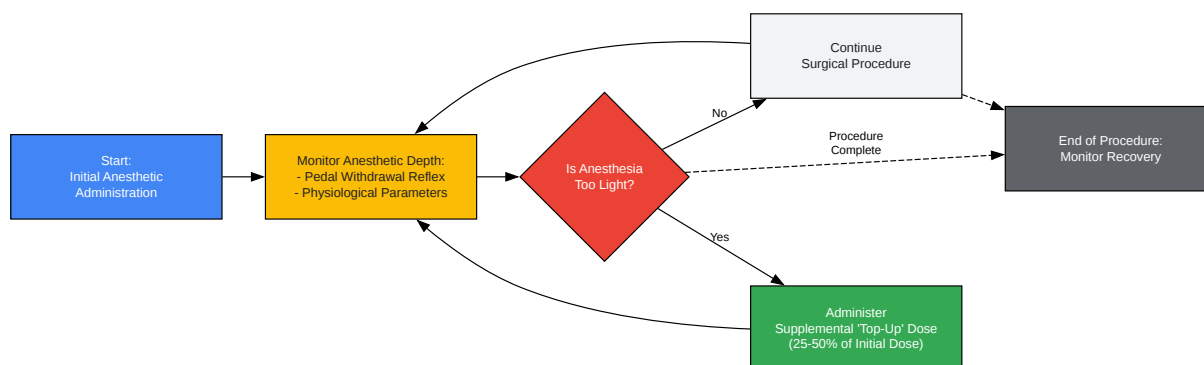 Start:
Initial Anesthetic
Administration
Monitor Anesthetic Depth:
- Pedal Withdrawal Reflex
- Physiological Parameters
Is Anesthesia
Too Light?
No
Continue
Surgical Procedure
Procedure
Complete
End of Procedure:
Monitor Recovery
Yes
Administer
Supplemental 'Top-Up' Dose
(25-50% of Initial Dose)